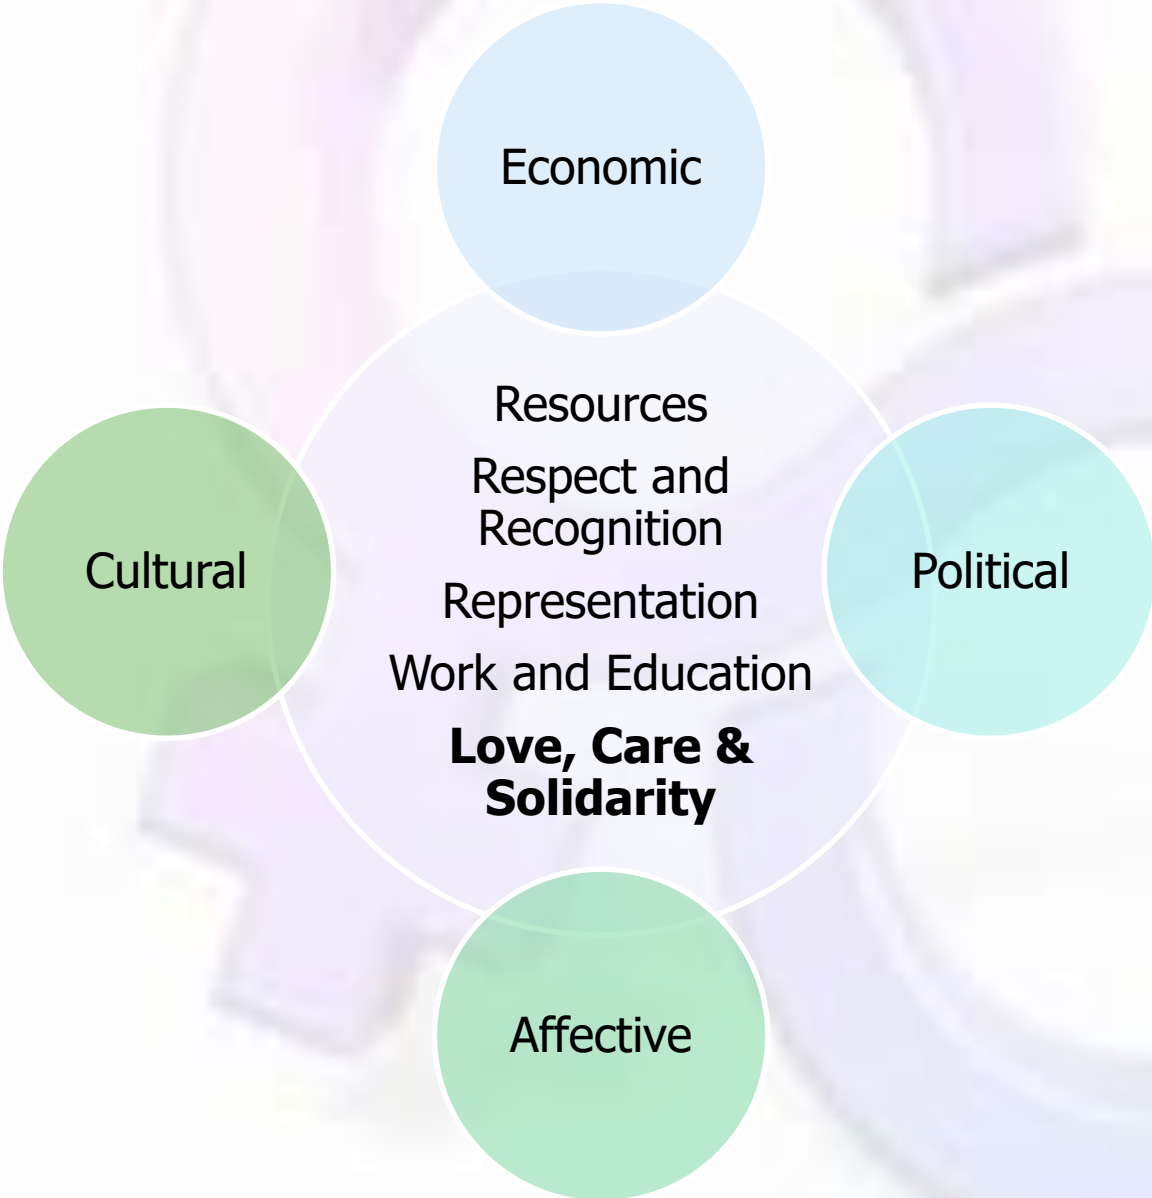 Economic
Resources
Respect and
Recognition
Cultural
Political
Representation
Work and Education
Love, Care &
Solidarity
Affective